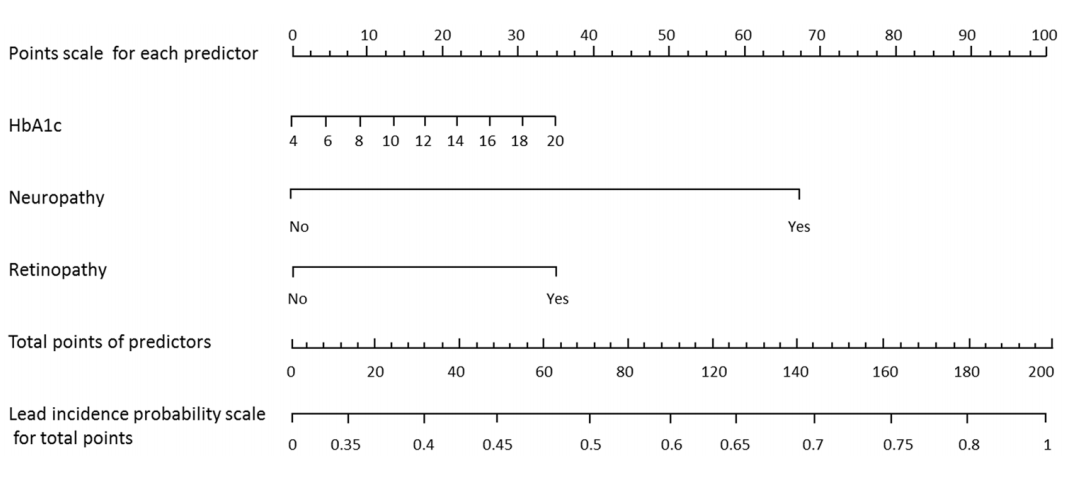 0 10 20 30 40 50 60 70 80 90 100
Points scale for each predictor
HbA1c
4 6 8 10 12 14 16 18 20
Neuropathy
No Yes
Retinopathy
No Yes
Total points of predictors
0 20 40 60 80 120 140 160 180 200
Lead incidence probability scale
for total points
0 0.35 0.4 0.45 0.5 0.6 0.65 0.7 0.75 0.8 1